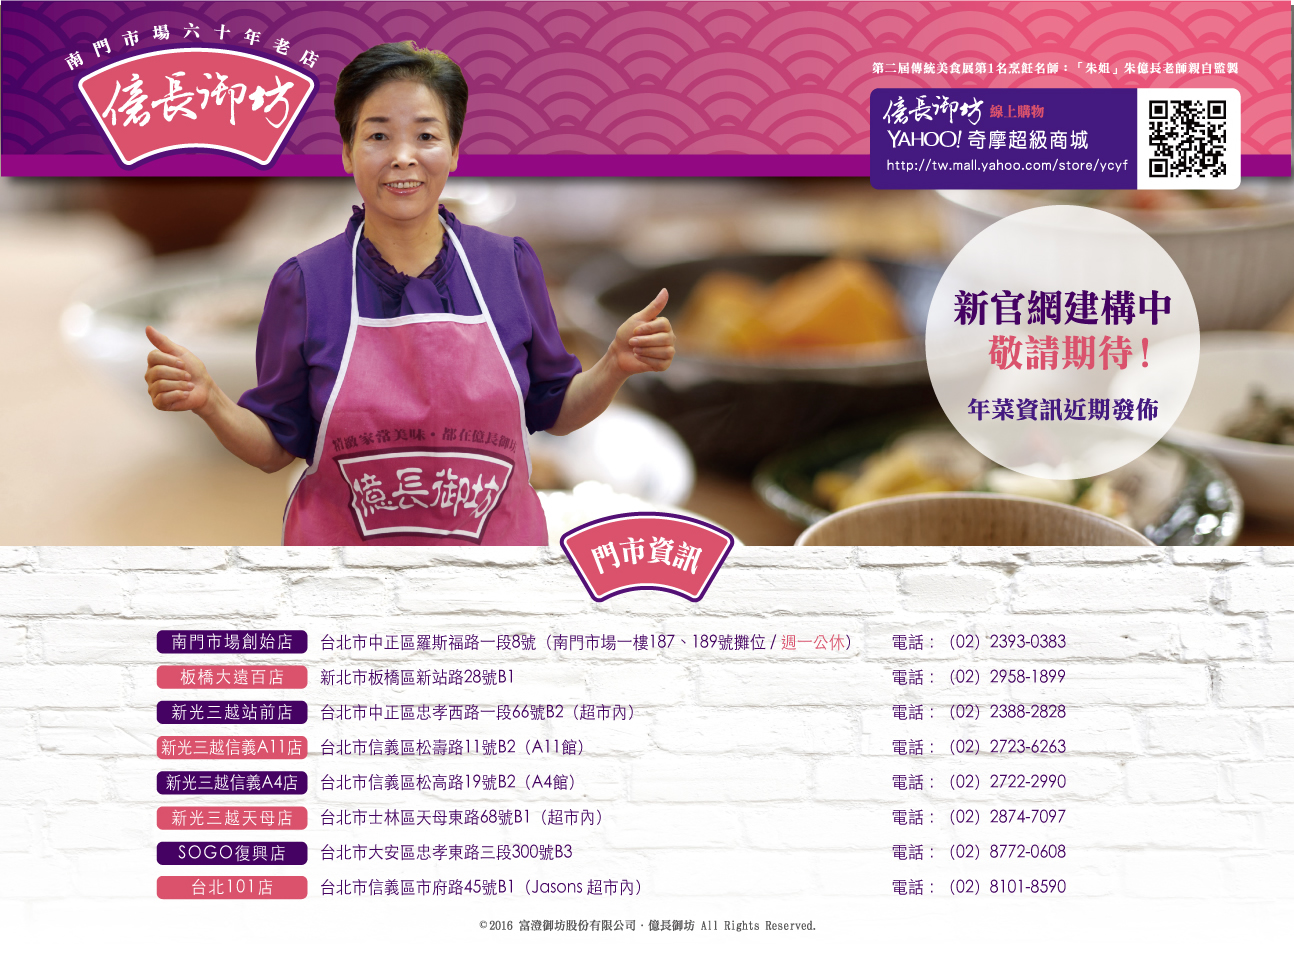 南門市場六十年老店
億長御坊
第二屆傳統美食展第1名烹飪名師：「朱姐」朱億長老師親自監製
億長御坊 線上購物
YAHOO! 奇摩超級商城
http://tw.mall.yahoo.com/store/ycyf
新官網建構中
敬請期待！
年菜資訊近期發佈
精緻家常美味・都在億長御坊
億長御坊
門市資訊
南門市場創始店 台北市中正區羅斯福路一段8號（南門市場一樓187、189號攤位 / 週一公休） 電話：（02）2393-0383
板橋大遠百店 新北市板橋區新站路28號B1 電話：（02）2958-1899
新光三越站前店 台北市中正區忠孝西路一段66號B2（超市內） 電話：（02）2388-2828
新光三越信義A11店 台北市信義區松壽路11號B2（A11館） 電話：（02）2723-6263
新光三越信義A4店 台北市信義區松高路19號B2（A4館） 電話：（02）2722-2990
新光三越天母店 台北市士林區天母東路68號B1（超市內） 電話：（02）2874-7097
SOGO復興店 台北市大安區忠孝東路三段300號B3 電話：（02）8772-0608
台北101店 台北市信義區市府路45號B1（Jasons 超市內） 電話：（02）8101-8590
©2016 富澄御坊股份有限公司・億長御坊 All Rights Reserved.